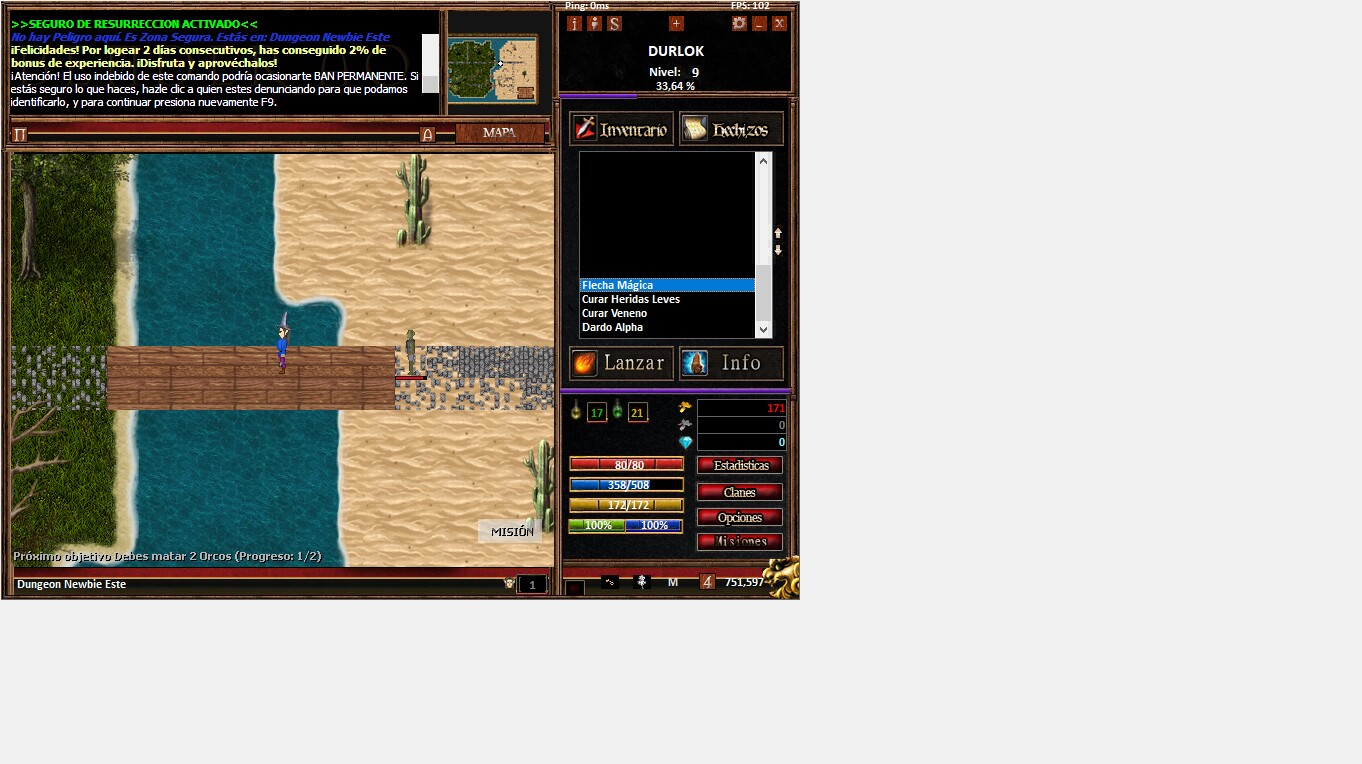 Ping: 0ms
FPS: 102
>>SEGURO DE RESURRECCION ACTIVADO<<
No hay Peligro aquí. Es Zona Segura. Estás en: Dungeon Newbie Este
¡Felicidades! Por logear 2 días consecutivos, has conseguido 2% de
bonus de experiencia. ¡Disfruta y aprovéchalos!
¡Atención! El uso indebido de este comando podría ocasionarte BAN PERMANENTE. Si
estás seguro lo que haces, hazle clic a quien estes denunciando para que podamos
identificarlo, y para continuar presiona nuevamente F9.
MAPA
S
+
_
X
DURLOK
Nivel: 9
33,64 %
Inventario
Hechizos
Flecha Mágica
Curar Heridas Leves
Curar Veneno
Dardo Alpha
Lanzar
Info
17
21
171
0
0
80/80
358/508
172/172
100%
100%
Estadísticas
Clanes
Opciones
Misiones
MISIÓN
Próximo objetivo Debes matar 2 Orcos (Progreso: 1/2)
Dungeon Newbie Este
1
M
4
751,597